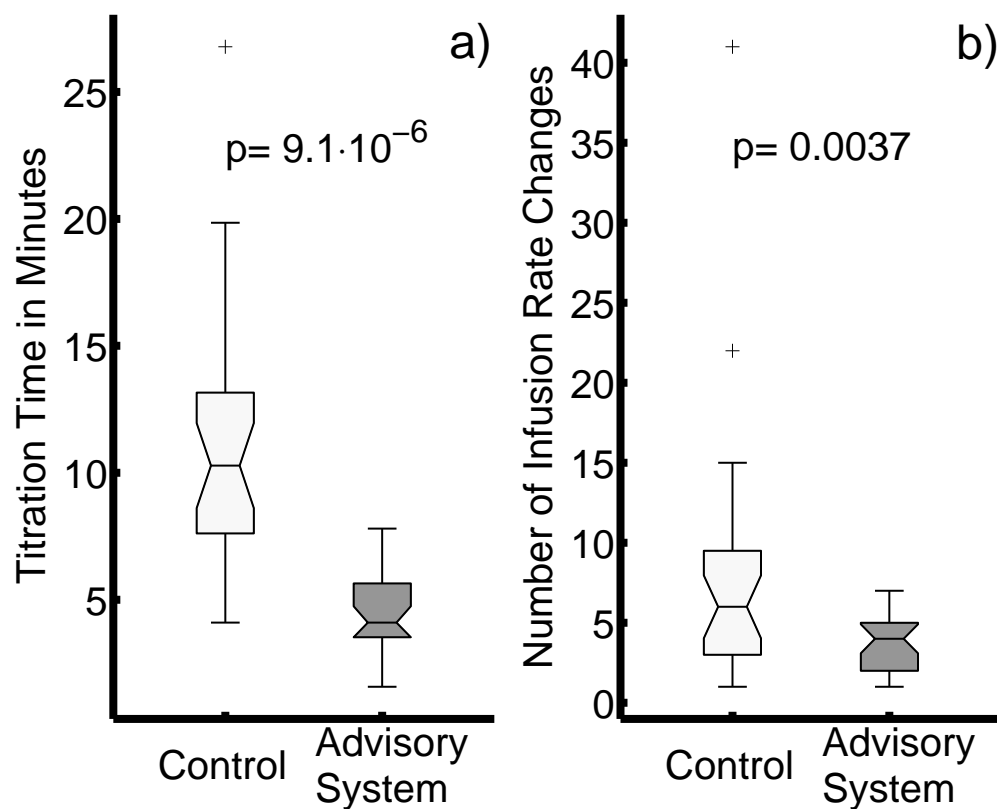 a)
p= 9.1·10⁻⁶
Titration Time in Minutes
25
20
15
10
5
Control
Advisory
System
b)
p= 0.0037
Number of Infusion Rate Changes
40
35
30
25
20
15
10
5
0
Control
Advisory
System